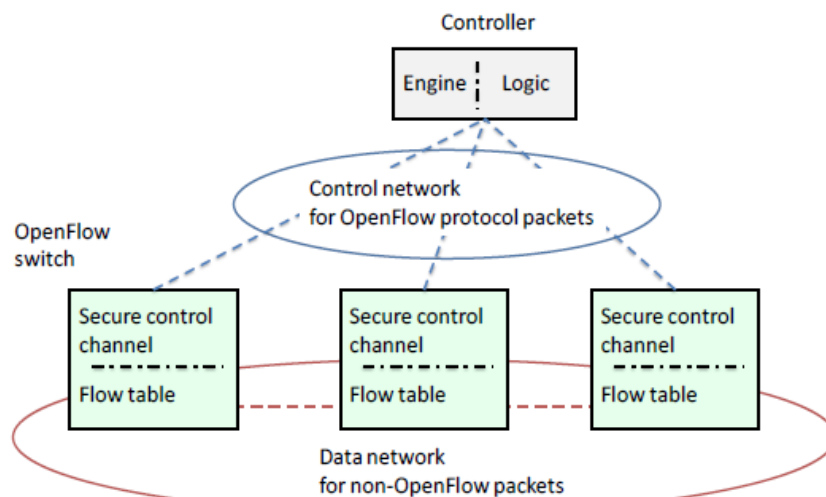 Controller
Engine
Logic
Control network
for OpenFlow protocol packets
OpenFlow
switch
Secure control
channel
Flow table
Secure control
channel
Flow table
Secure control
channel
Flow table
Data network
for non-OpenFlow packets